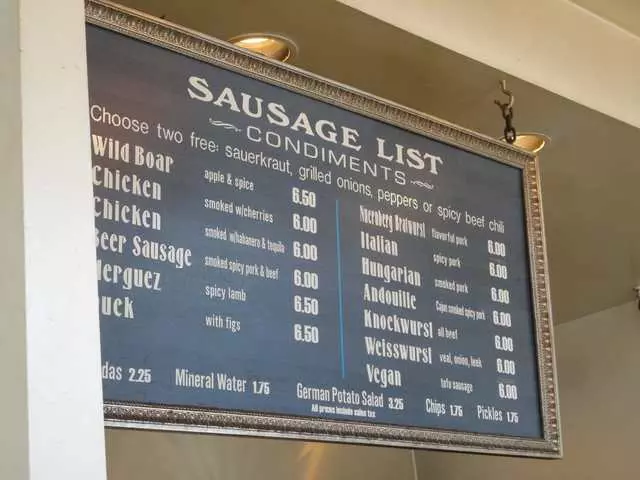 SAUSAGE LIST
CONDIMENTS
Choose two free: sauerkraut, grilled onions, peppers or spicy beef chili
Wild Boar apple & spice 6.50
Chicken smoked w/cherries 6.00
Chicken smoked w/habanero & tequila 6.00
Beer Sausage smoked spicy pork & beef 6.00
erguez spicy lamb 6.50
uck with figs 6.50
Nuernberg Bratwurst flavorful pork 6.00
Italian spicy pork 6.00
Hungarian smoked pork 6.00
Andouille Cajun smoked spicy pork 6.00
Knockwurst all beef 6.00
Weisswurst veal, onion, leek 6.00
Vegan tofu sausage 6.00
das 2.25 Mineral Water 1.75 German Potato Salad 3.25 Chips 1.75 Pickles 1.75
All prices include sales tax